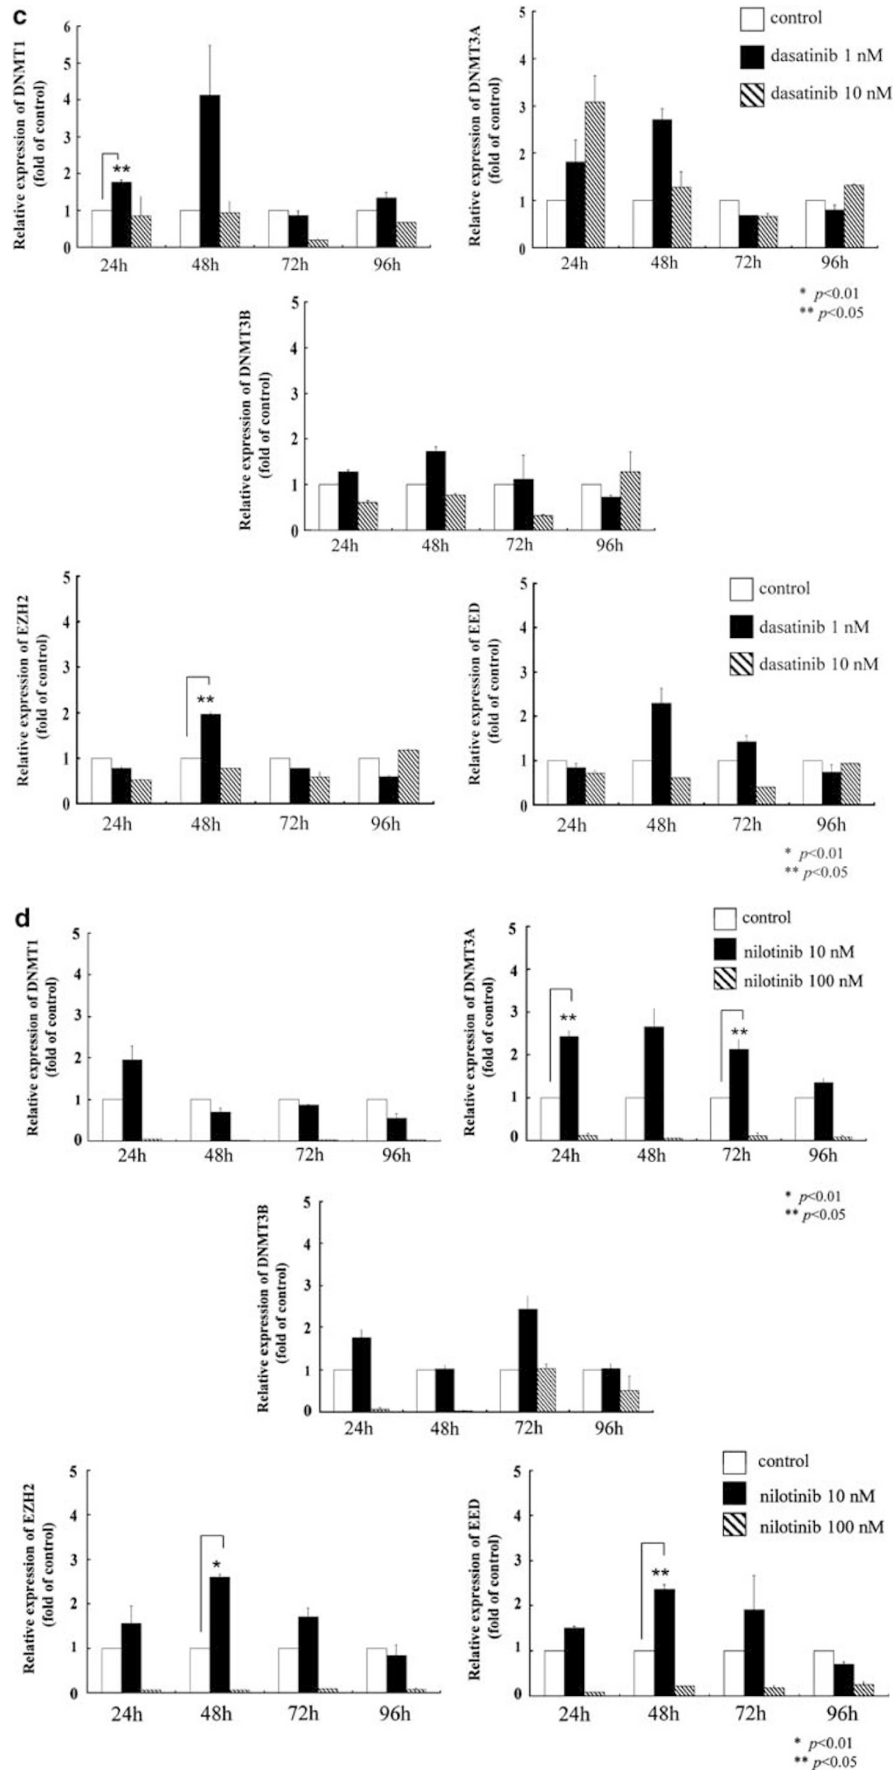 c
Relative expression of DNMT1
(fold of control)
6
5
4
3
2
1
0
**
24h 48h 72h 96h
Relative expression of DNMT3A
(fold of control)
5
4
3
2
1
0
24h 48h 72h 96h
control
dasatinib 1 nM
dasatinib 10 nM
* p<0.01
** p<0.05
Relative expression of DNMT3B
(fold of control)
5
4
3
2
1
0
24h 48h 72h 96h
Relative expression of EZH2
(fold of control)
5
4
3
2
1
0
**
24h 48h 72h 96h
Relative expression of EED
(fold of control)
5
4
3
2
1
0
24h 48h 72h 96h
control
dasatinib 1 nM
dasatinib 10 nM
* p<0.01
** p<0.05
d
Relative expression of DNMT1
(fold of control)
5
4
3
2
1
0
24h 48h 72h 96h
Relative expression of DNMT3A
(fold of control)
5
4
3
2
1
0
**
**
24h 48h 72h 96h
control
nilotinib 10 nM
nilotinib 100 nM
* p<0.01
** p<0.05
Relative expression of DNMT3B
(fold of control)
5
4
3
2
1
0
24h 48h 72h 96h
Relative expression of EZH2
(fold of control)
5
4
3
2
1
0
*
24h 48h 72h 96h
Relative expression of EED
(fold of control)
5
4
3
2
1
0
**
24h 48h 72h 96h
control
nilotinib 10 nM
nilotinib 100 nM
* p<0.01
** p<0.05